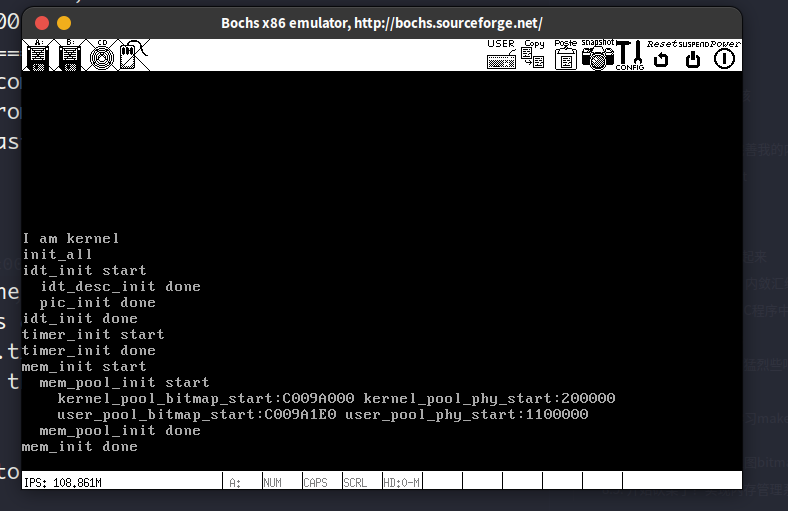 Bochs x86 emulator, http://bochs.sourceforge.net/
A: B: CD USER Copy Paste snapshot CONFIG Reset SUSPEND Power
I am kernel
init_all
idt_init start
idt_desc_init done
pic_init done
idt_init done
timer_init start
timer_init done
mem_init start
mem_pool_init start
kernel_pool_bitmap_start:C009A000 kernel_pool_phy_start:200000
user_pool_bitmap_start:C009A1E0 user_pool_phy_start:1100000
mem_pool_init done
mem_init done
IPS: 108.861M A: NUM CAPS SCRL HD:0-M